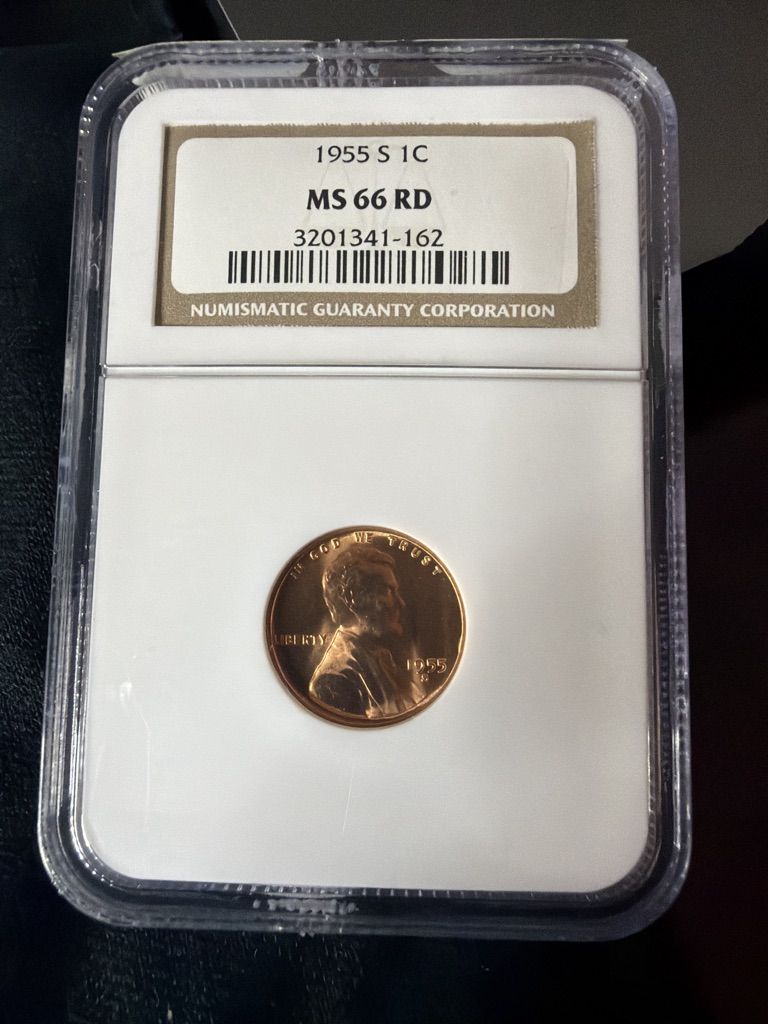 1955 S 1C
MS 66 RD
3201341-162
NUMISMATIC GUARANTY CORPORATION
IN GOD WE TRUST
LIBERTY
1955
S